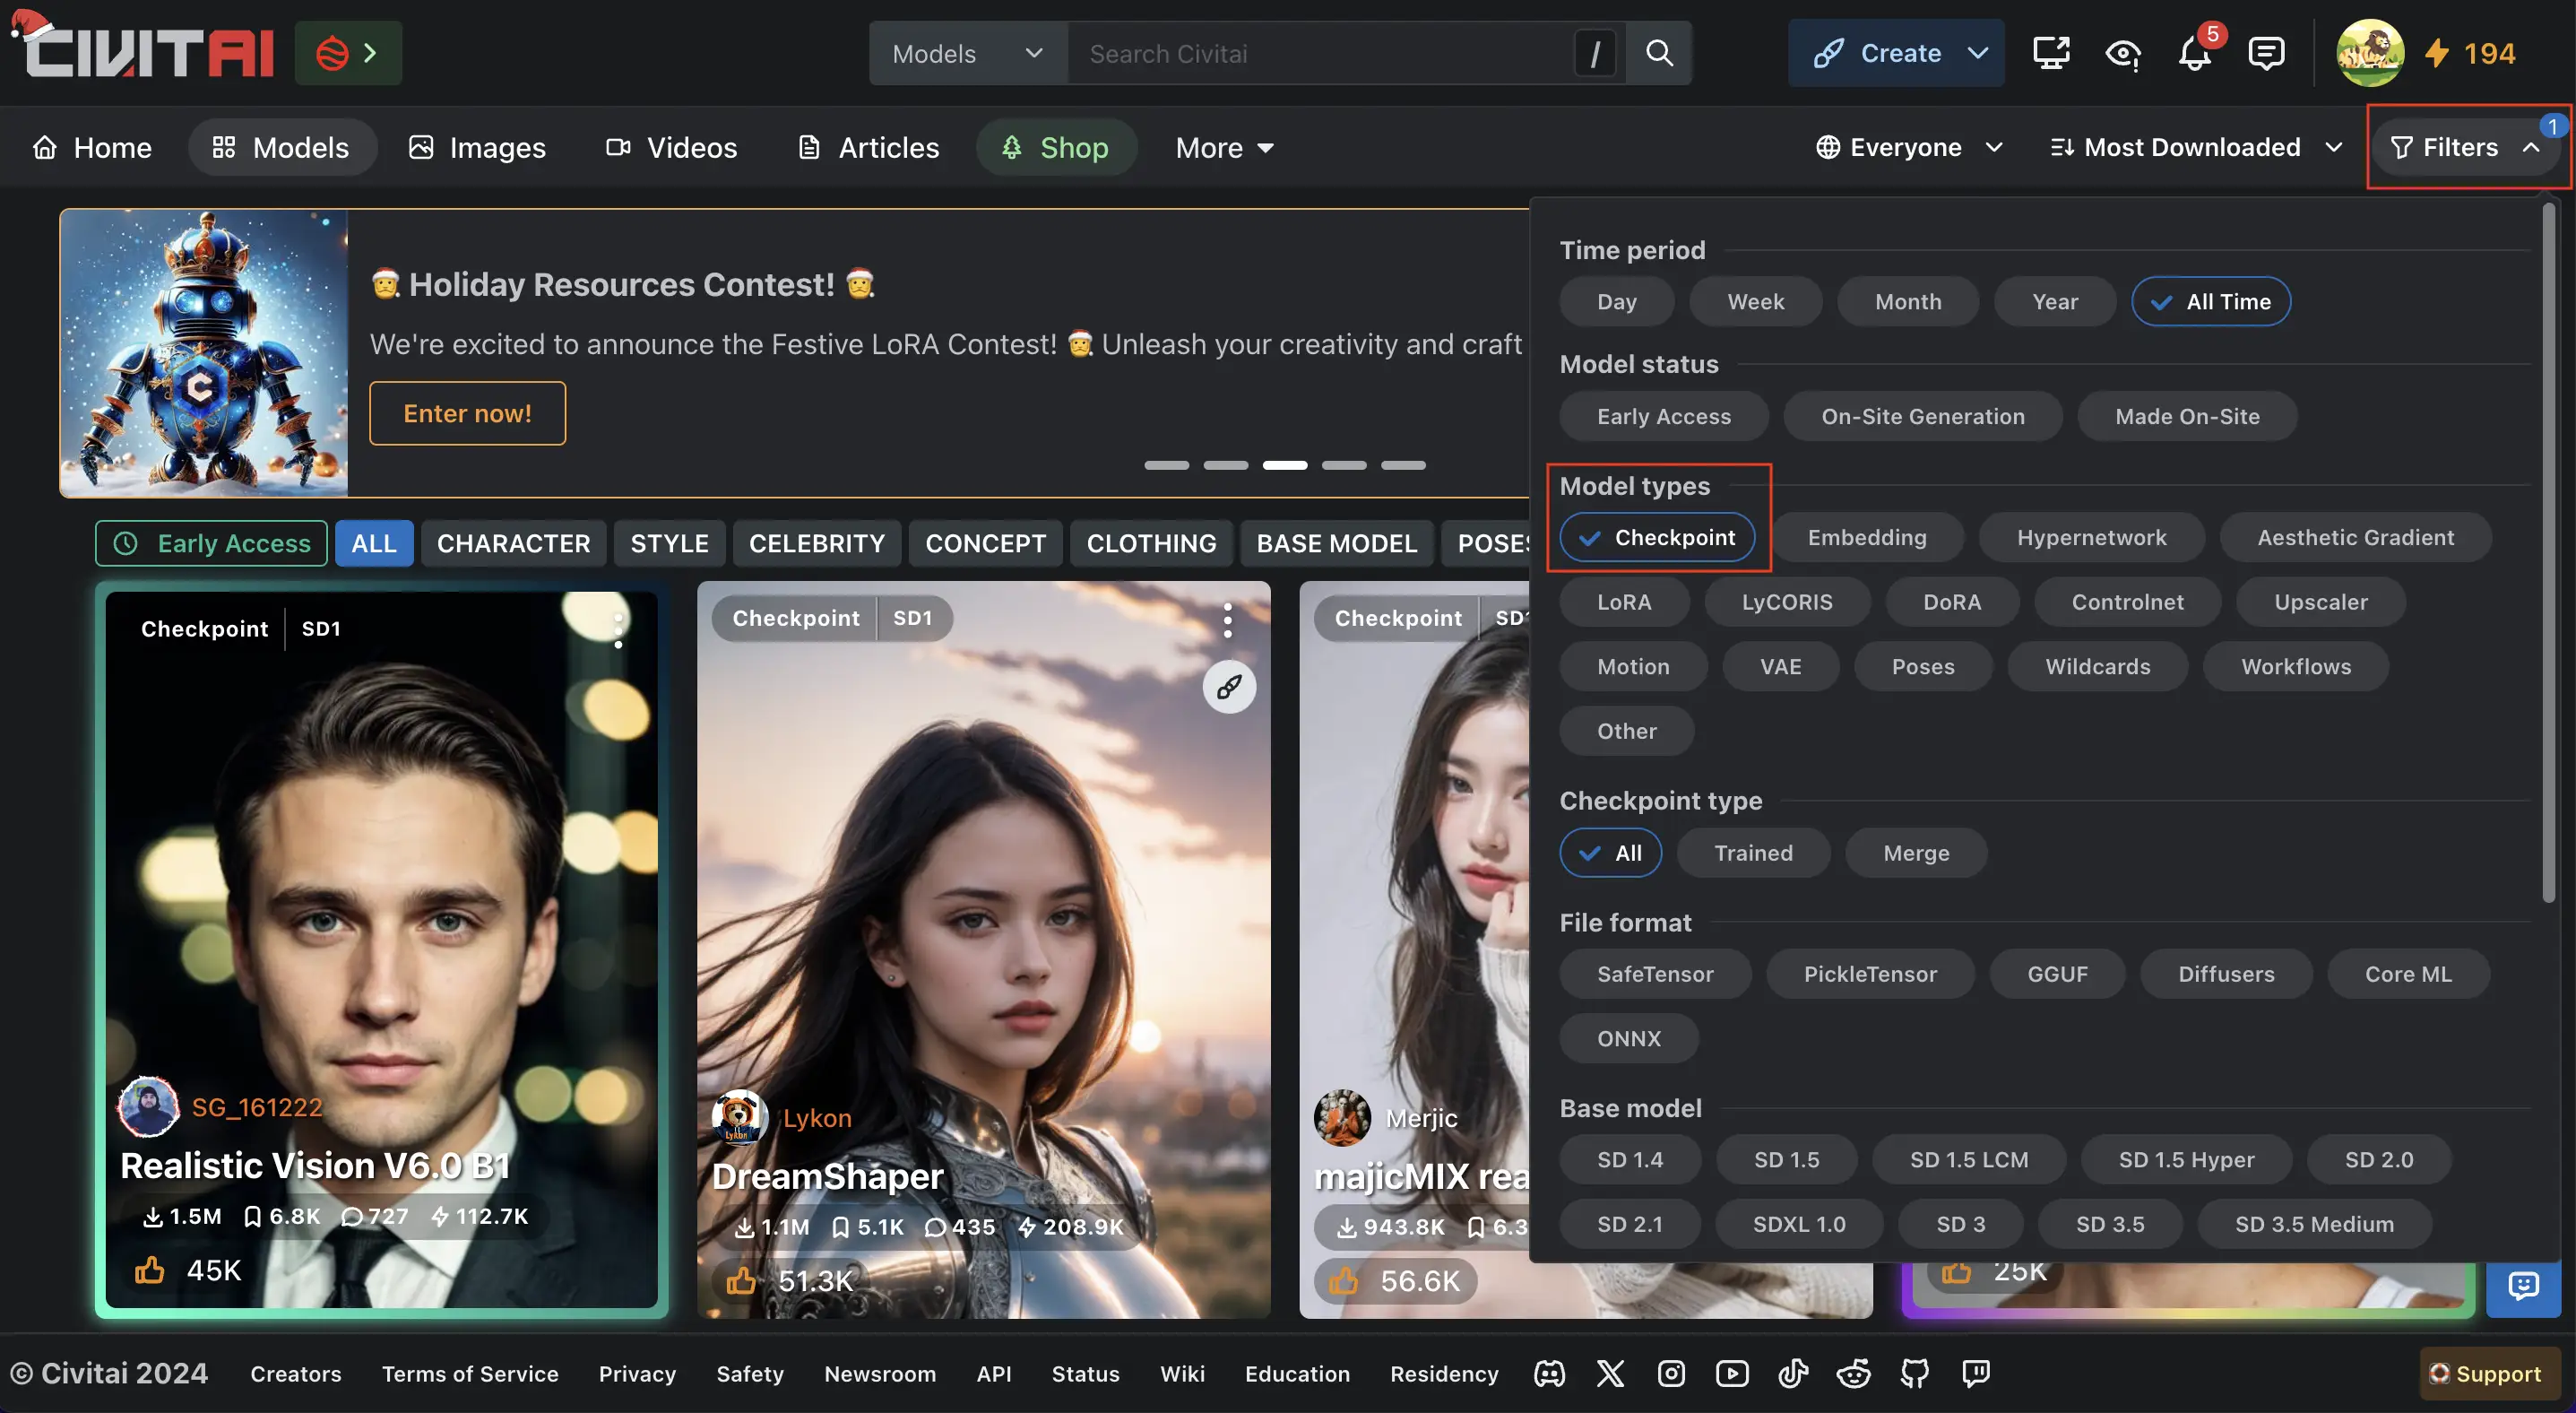 CIVITAI
Models
Search Civitai
/
Create
5
194
Home
Models
Images
Videos
Articles
Shop
More
Everyone
Most Downloaded
Filters
1
Holiday Resources Contest!
We're excited to announce the Festive LoRA Contest! Unleash your creativity and craft
Enter now!
Early Access
ALL
CHARACTER
STYLE
CELEBRITY
CONCEPT
CLOTHING
BASE MODEL
POSES
Checkpoint SD1
SG_161222
Realistic Vision V6.0 B1
1.5M 6.8K 727 112.7K
45K
Checkpoint SD1
Lykon
DreamShaper
1.1M 5.1K 435 208.9K
51.3K
Checkpoint SD1
Merjic
majicMIX rea
943.8K 6.3
56.6K
25K
Time period
Day Week Month Year All Time
Model status
Early Access On-Site Generation Made On-Site
Model types
Checkpoint Embedding Hypernetwork Aesthetic Gradient
LoRA LyCORIS DoRA Controlnet Upscaler
Motion VAE Poses Wildcards Workflows
Other
Checkpoint type
All Trained Merge
File format
SafeTensor PickleTensor GGUF Diffusers Core ML
ONNX
Base model
SD 1.4 SD 1.5 SD 1.5 LCM SD 1.5 Hyper SD 2.0
SD 2.1 SDXL 1.0 SD 3 SD 3.5 SD 3.5 Medium
© Civitai 2024 Creators Terms of Service Privacy Safety Newsroom API Status Wiki Education Residency
Support